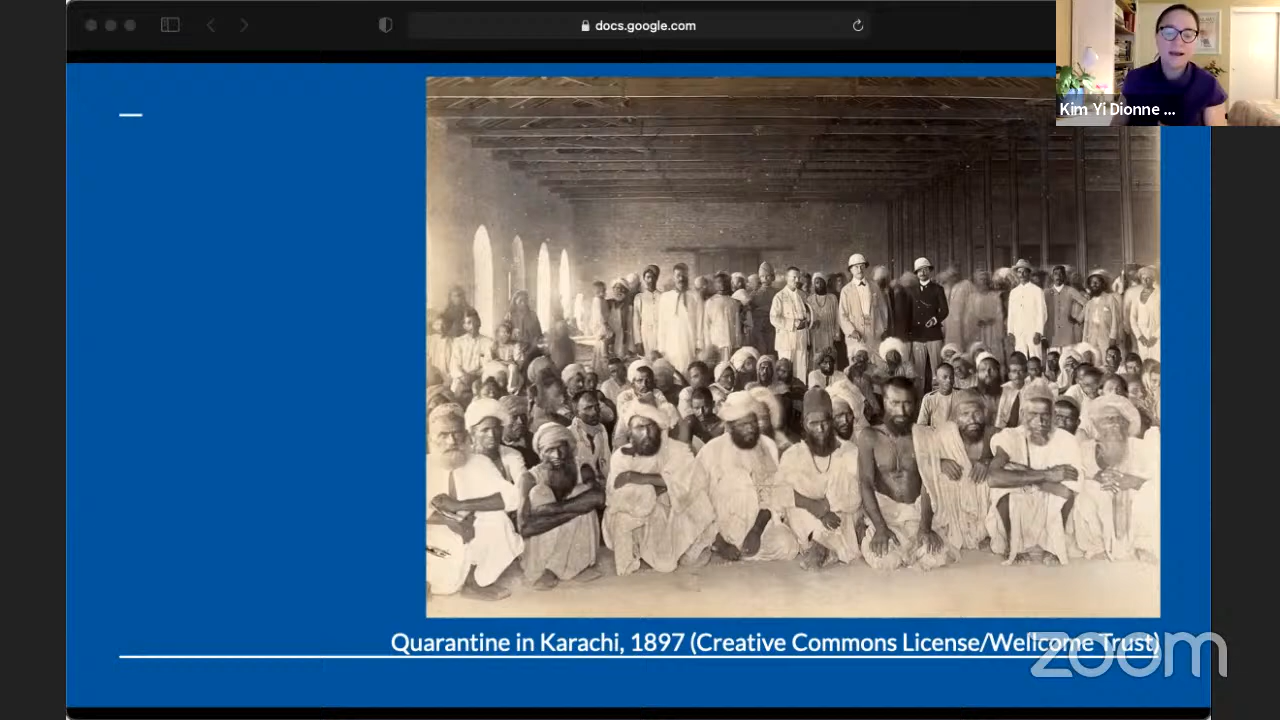 docs.google.com
Kim Yi Dionne ...
Quarantine in Karachi, 1897 (Creative Commons License/Wellcome Trust)
zoom